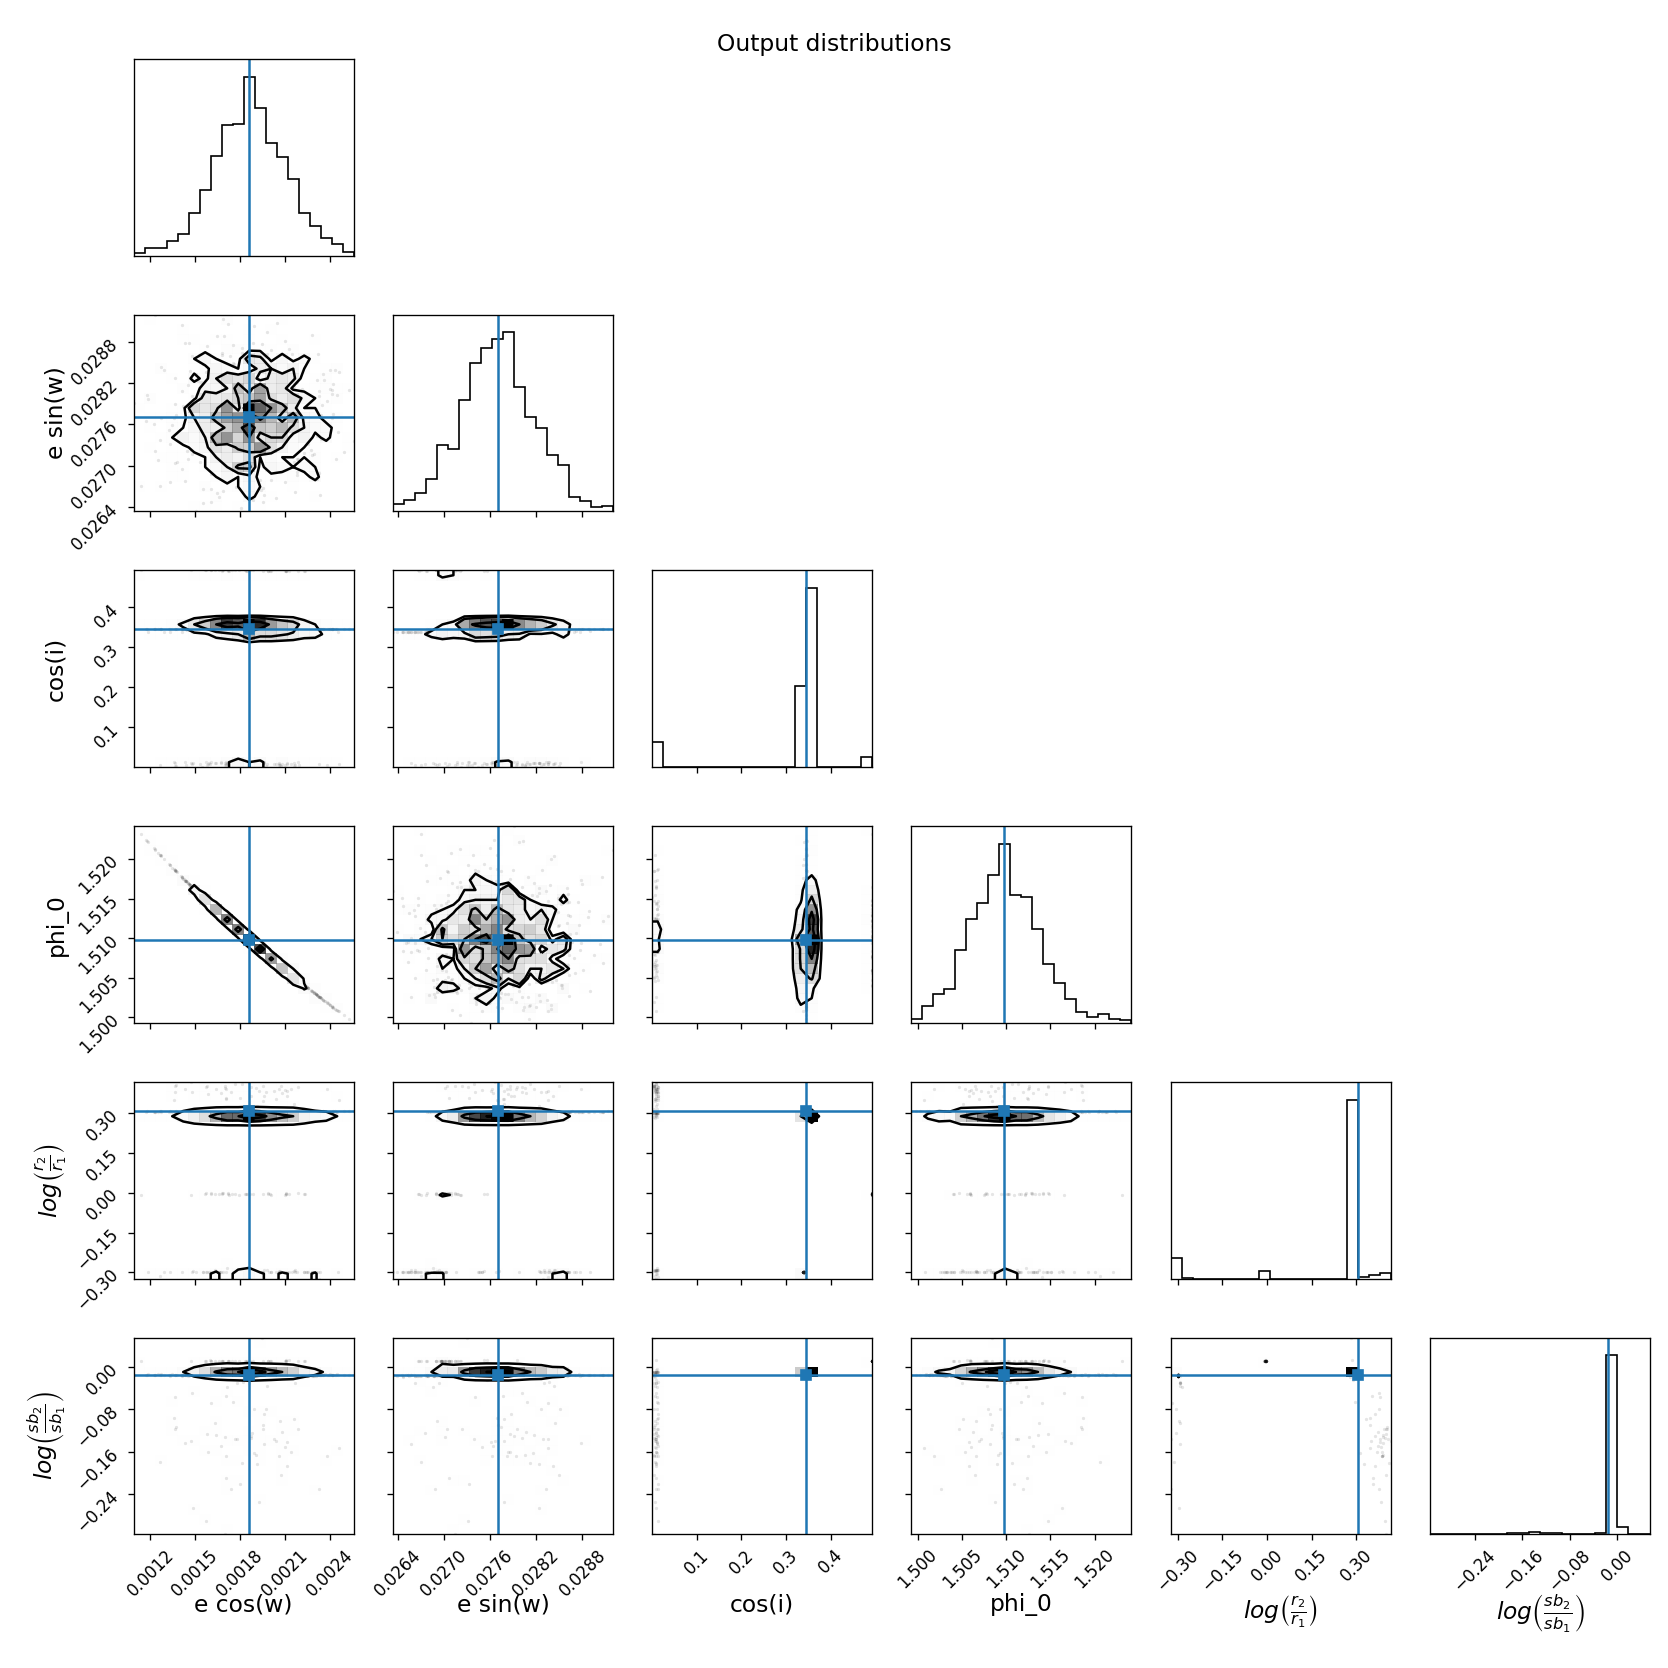 Output distributions
e sin(w)
0.0288
0.0282
0.0276
0.0270
0.0264
cos(i)
0.4
0.3
0.2
0.1
phi_0
1.520
1.515
1.510
1.505
1.500
log(r₂/r₁)
0.30
0.15
0.00
−0.15
−0.30
log(sb₂/sb₁)
0.00
−0.08
−0.16
−0.24
0.0012 0.0015 0.0018 0.0021 0.0024
e cos(w)
0.0264 0.0270 0.0276 0.0282 0.0288
e sin(w)
0.1 0.2 0.3 0.4
cos(i)
1.500 1.505 1.510 1.515 1.520
phi_0
−0.30 −0.15 0.00 0.15 0.30
log(r₂/r₁)
−0.24 −0.16 −0.08 0.00
log(sb₂/sb₁)